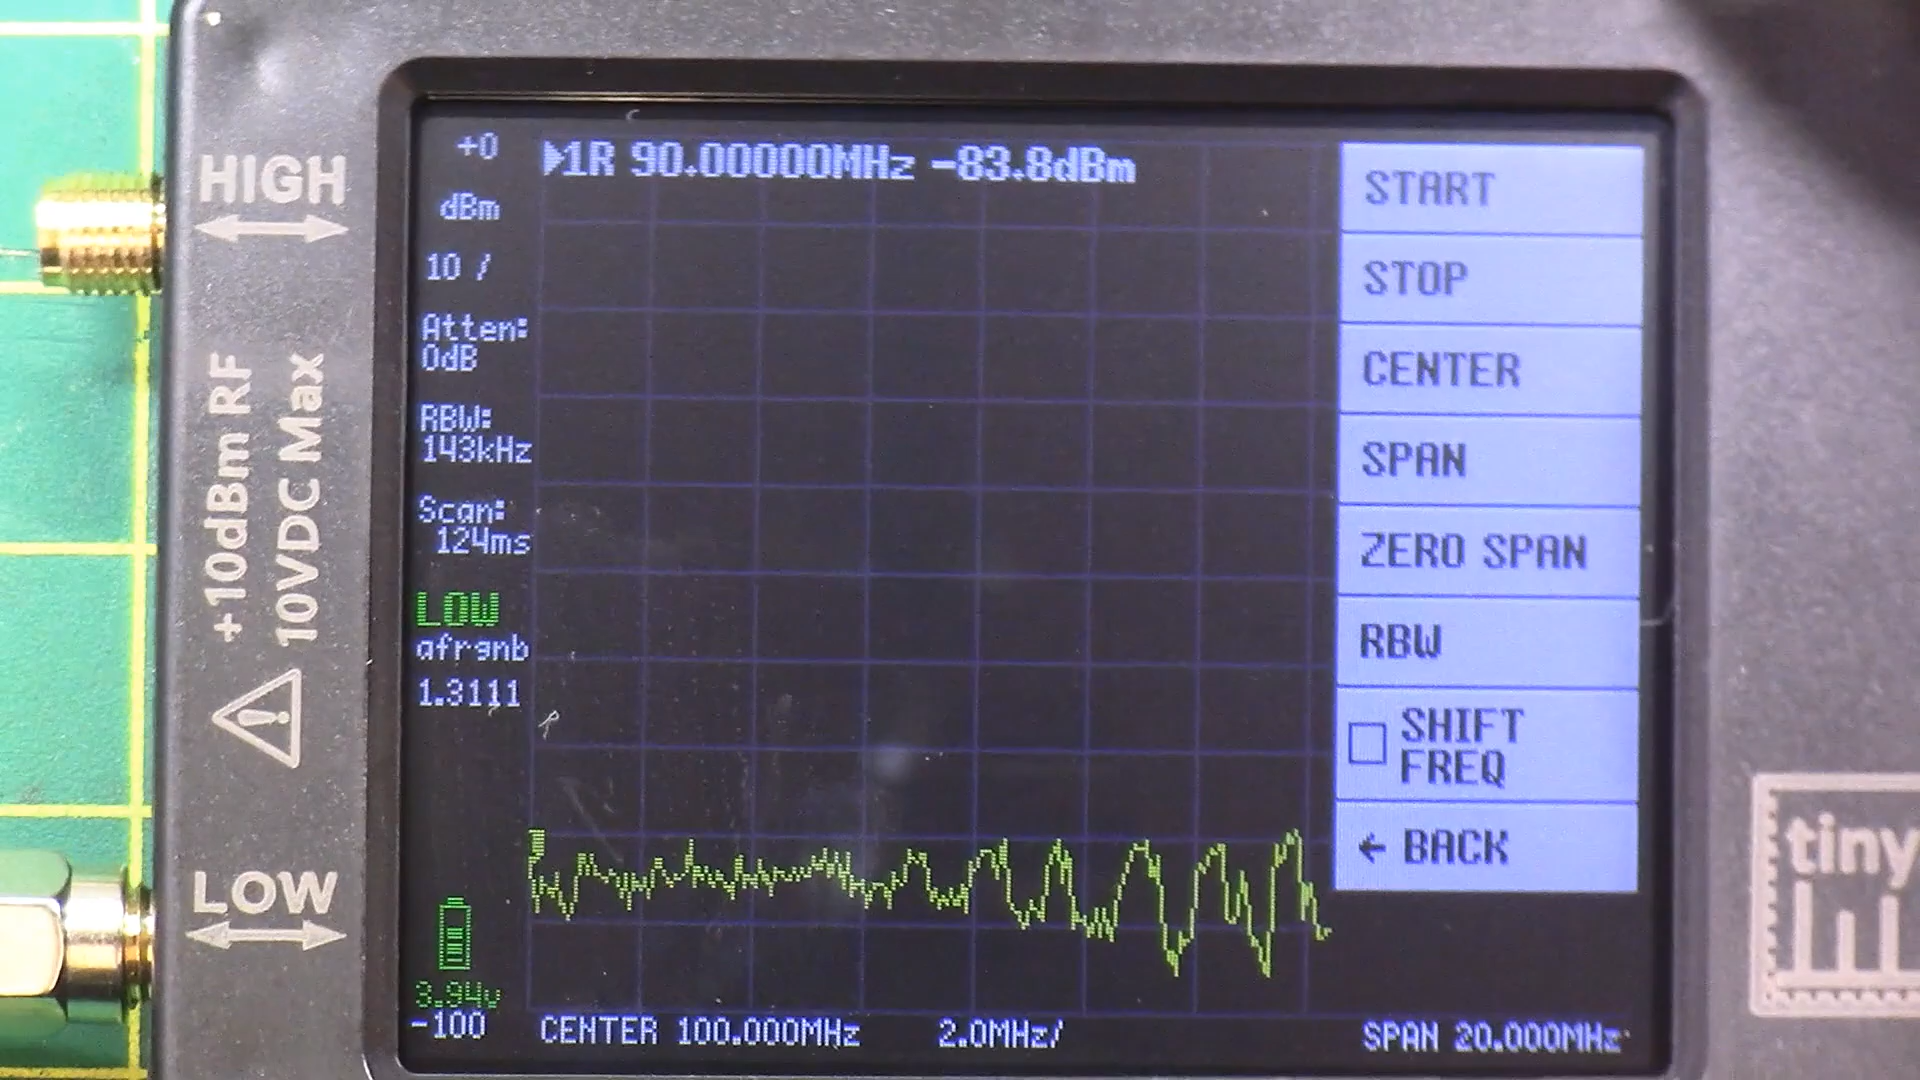 HIGH
+10dBm RF
10VDC Max
LOW
+0
dBm
10 /
Atten:
0dB
RBW:
143kHz
Scan:
124ms
LOW
afrgnb
1.3111
3.94v
-100
1R 90.00000MHz -83.8dBm
START
STOP
CENTER
SPAN
ZERO SPAN
RBW
SHIFT
FREQ
← BACK
CENTER 100.000MHz 2.0MHz/ SPAN 20.000MHz
tiny